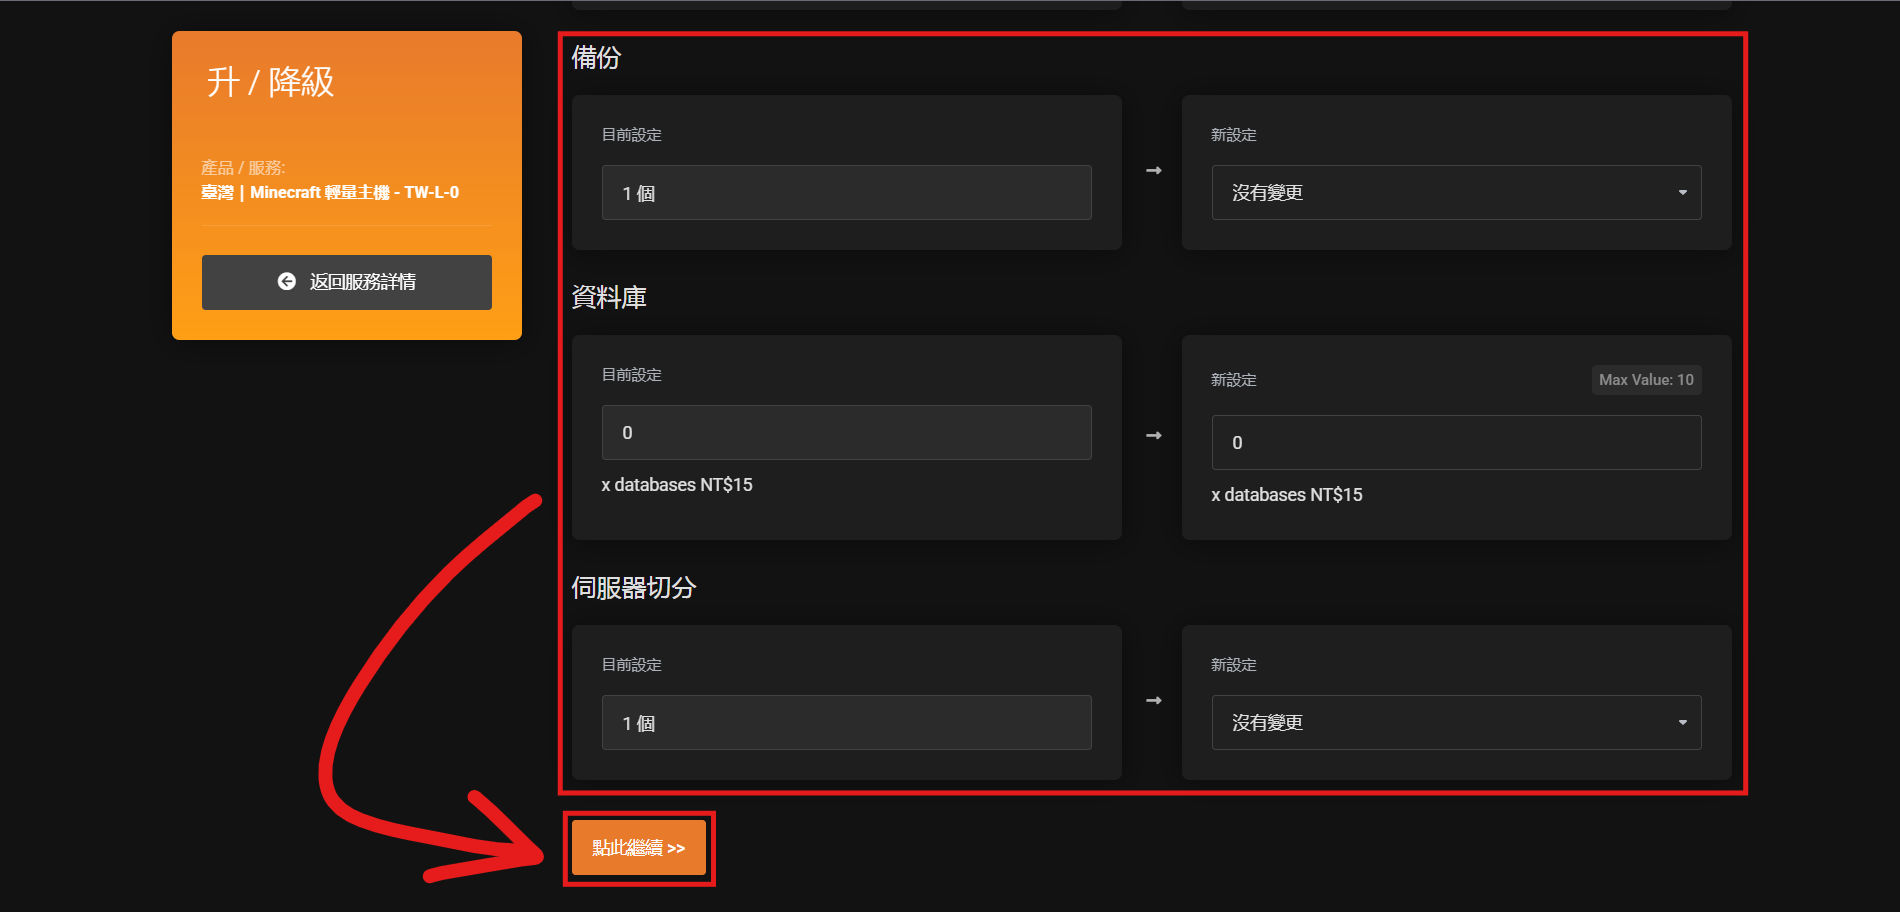 升 / 降級
產品 / 服務:
臺灣 | Minecraft 輕量主機 - TW-L-0
返回服務詳情
備份
目前設定
1 個
新設定
沒有變更
資料庫
目前設定
0
x databases NT$15
新設定
Max Value: 10
0
x databases NT$15
伺服器切分
目前設定
1 個
新設定
沒有變更
點此繼續 >>